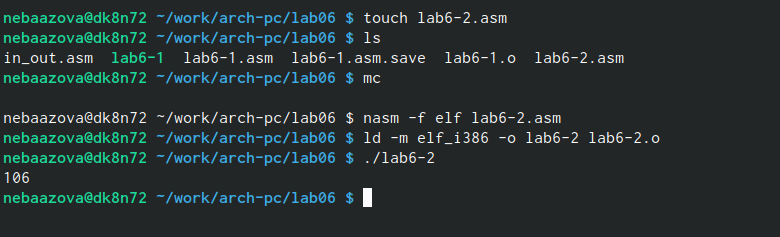 nebaazova@dk8n72 ~/work/arch-pc/lab06 $ touch lab6-2.asm
nebaazova@dk8n72 ~/work/arch-pc/lab06 $ ls
in_out.asm  lab6-1  lab6-1.asm  lab6-1.asm.save  lab6-1.o  lab6-2.asm
nebaazova@dk8n72 ~/work/arch-pc/lab06 $ mc
nebaazova@dk8n72 ~/work/arch-pc/lab06 $ nasm -f elf lab6-2.asm
nebaazova@dk8n72 ~/work/arch-pc/lab06 $ ld -m elf_i386 -o lab6-2 lab6-2.o
nebaazova@dk8n72 ~/work/arch-pc/lab06 $ ./lab6-2
106
nebaazova@dk8n72 ~/work/arch-pc/lab06 $